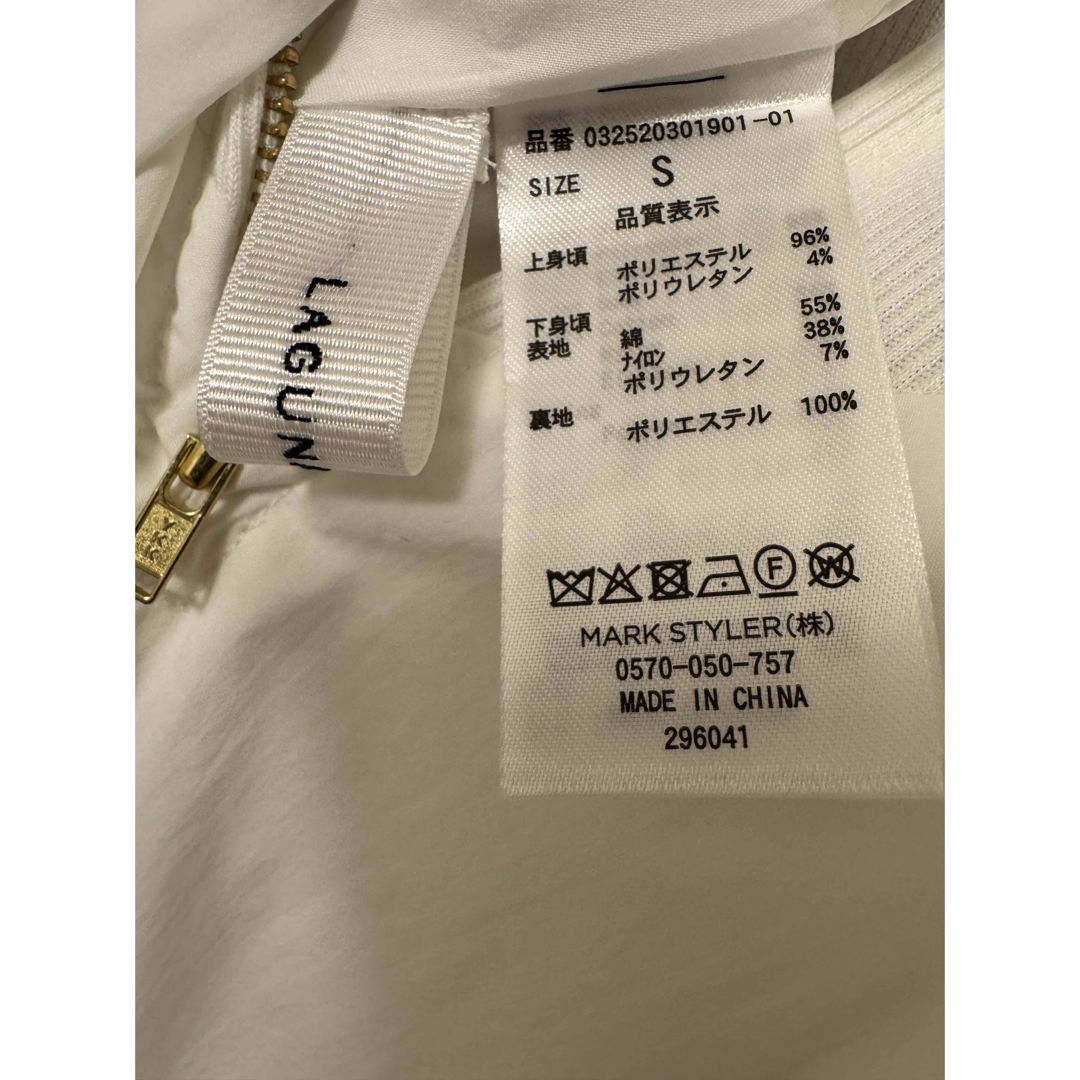 品番 032520301901-01
SIZE S
品質表示
上身頃 ポリエステル 96%
ポリウレタン 4%
下身頃
表地 綿 55%
ナイロン 38%
ポリウレタン 7%
裏地 ポリエステル 100%
F
W
MARK STYLER(株)
0570-050-757
MADE IN CHINA
296041
LAGUN
YKK